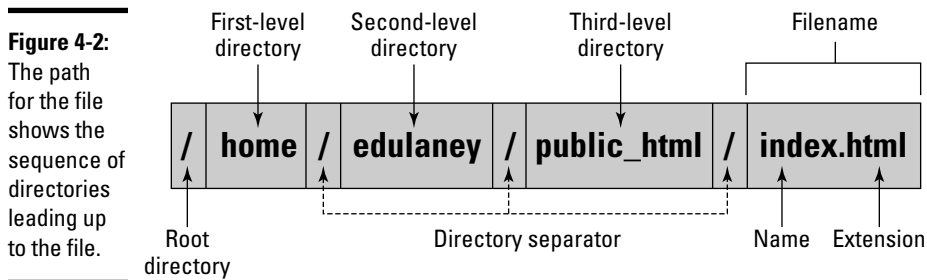 Figure 4-2:
The path
for the file
shows the
sequence of
directories
leading up
to the file.
First-level
directory
Second-level
directory
Third-level
directory
Filename
/ home / edulaney / public_html / index.html
Root
directory
Directory separator
Name
Extension